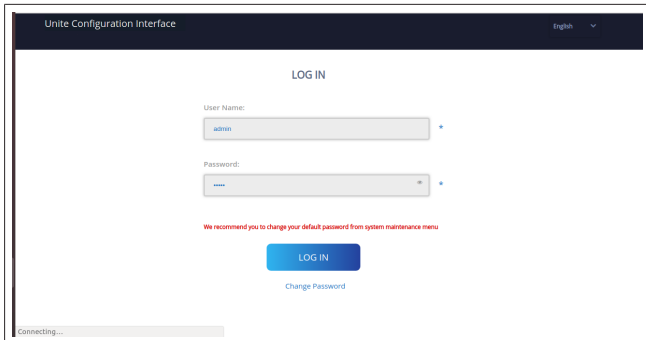 Unite Configuration Interface
English
LOG IN
User Name:
admin
*
Password:
•••••
*
We recommend you to change your default password from system maintenance menu
LOG IN
Change Password
Connecting...